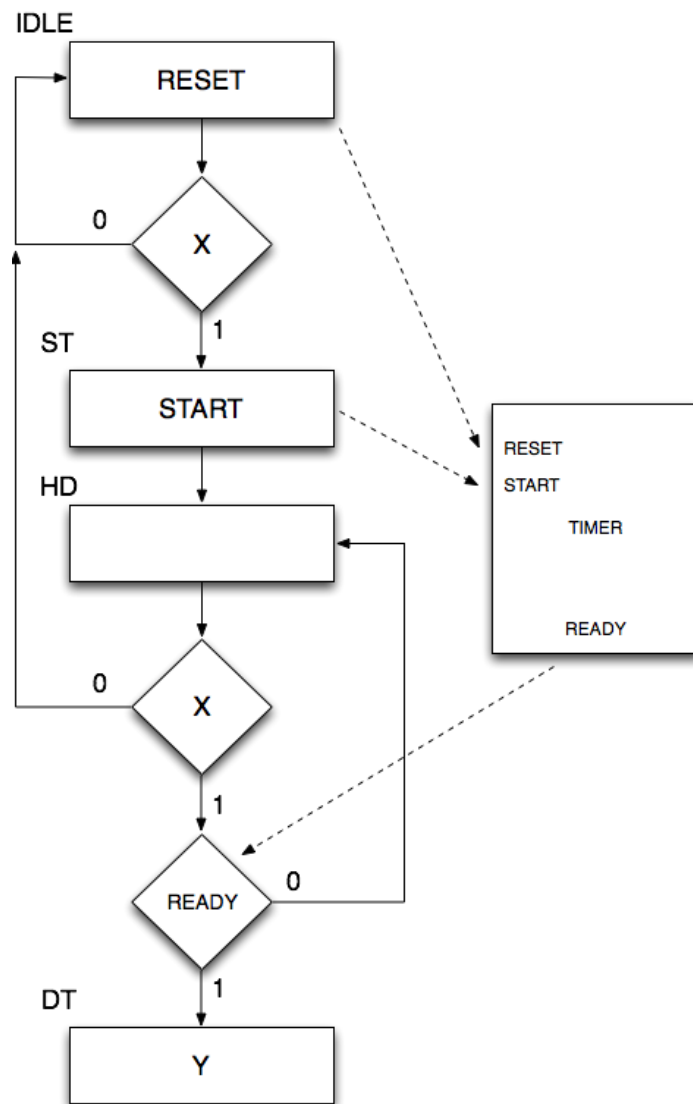 IDLE
RESET
0
X
1
ST
START
HD
RESET
START
TIMER
READY
0
X
1
READY
0
1
DT
Y